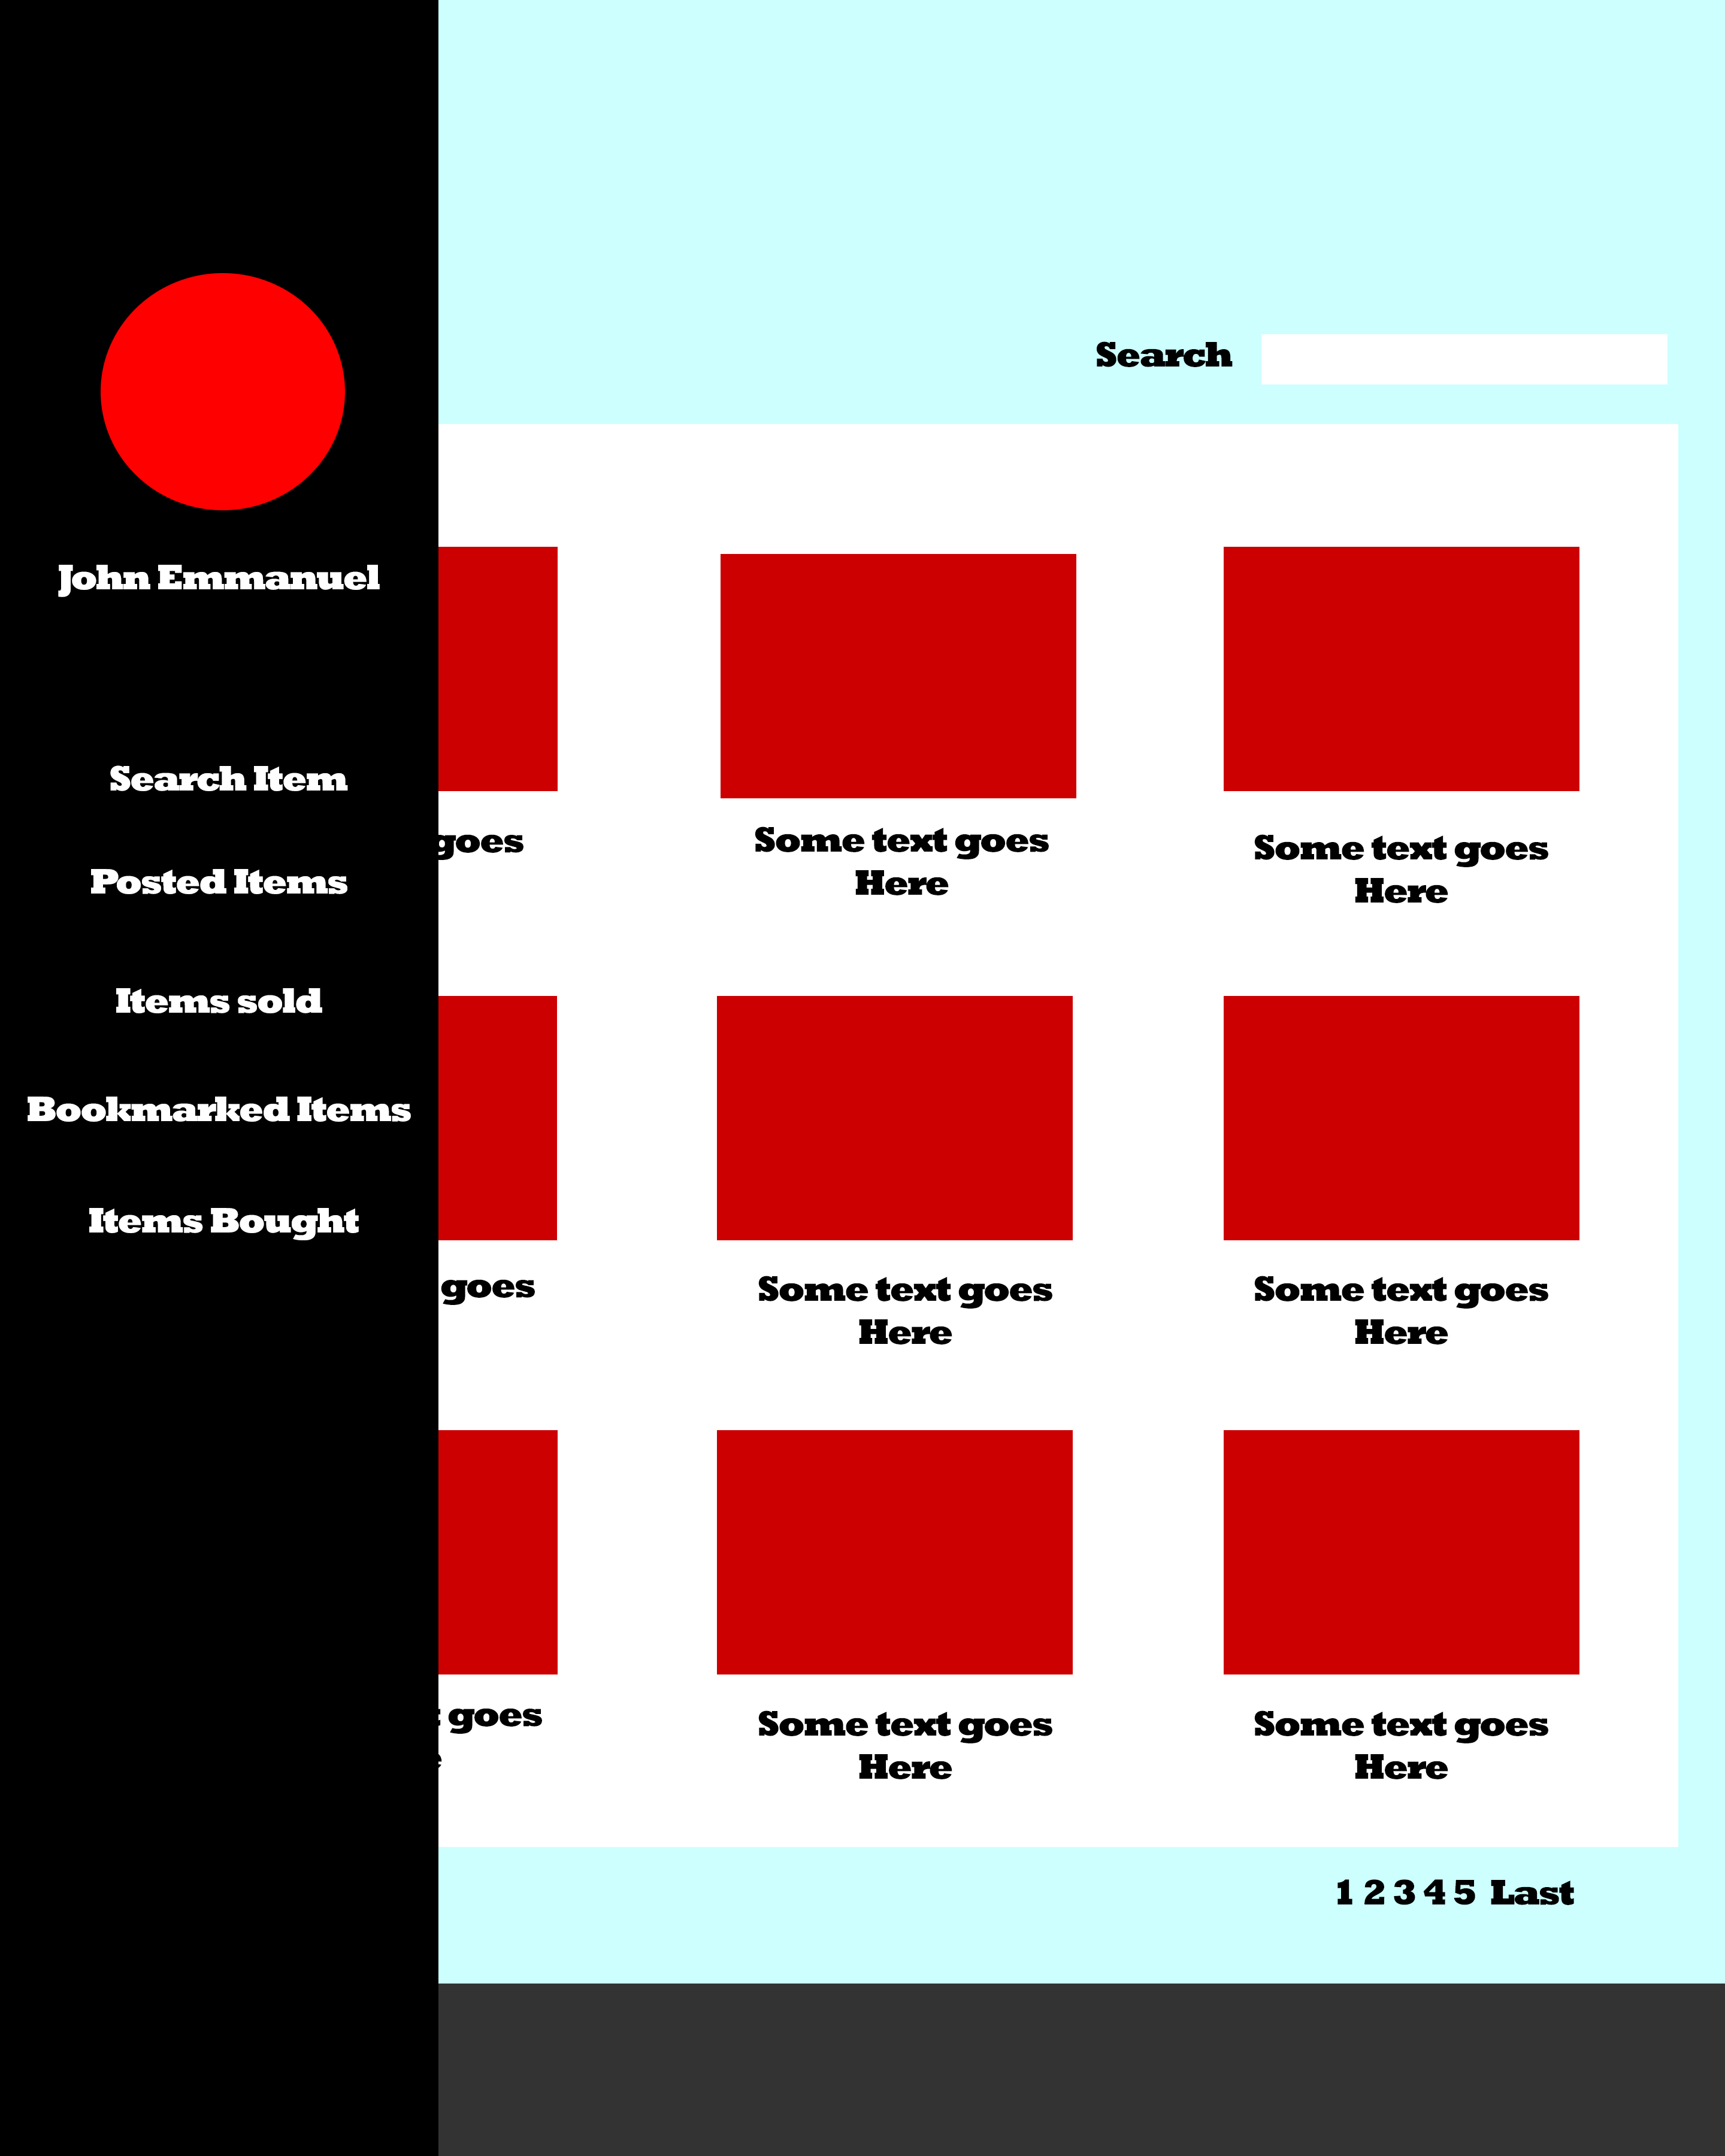 Search
John Emmanuel
Search Item
Posted Items
Items sold
Bookmarked Items
Items Bought
goes
Some text goes
Here
Some text goes
Here
goes
Some text goes
Here
Some text goes
Here
goes
Some text goes
Here
Some text goes
Here
1 2 3 4 5 Last